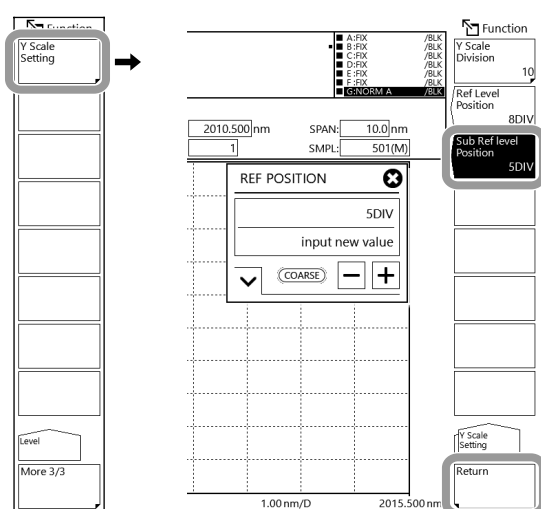 Function
Y Scale
Setting
Level
More 3/3
A:FIX /BLK
B:FIX /BLK
C:FIX /BLK
D:FIX /BLK
E:FIX /BLK
F:FIX /BLK
G:NORM A /BLK
2010.500 nm SPAN: 10.0 nm
1 SMPL: 501(M)
REF POSITION
5DIV
input new value
COARSE
1.00 nm/D 2015.500 nm
Function
Y Scale
Division
10
Ref Level
Position
8DIV
Sub Ref level
Position
5DIV
Y Scale
Setting
Return